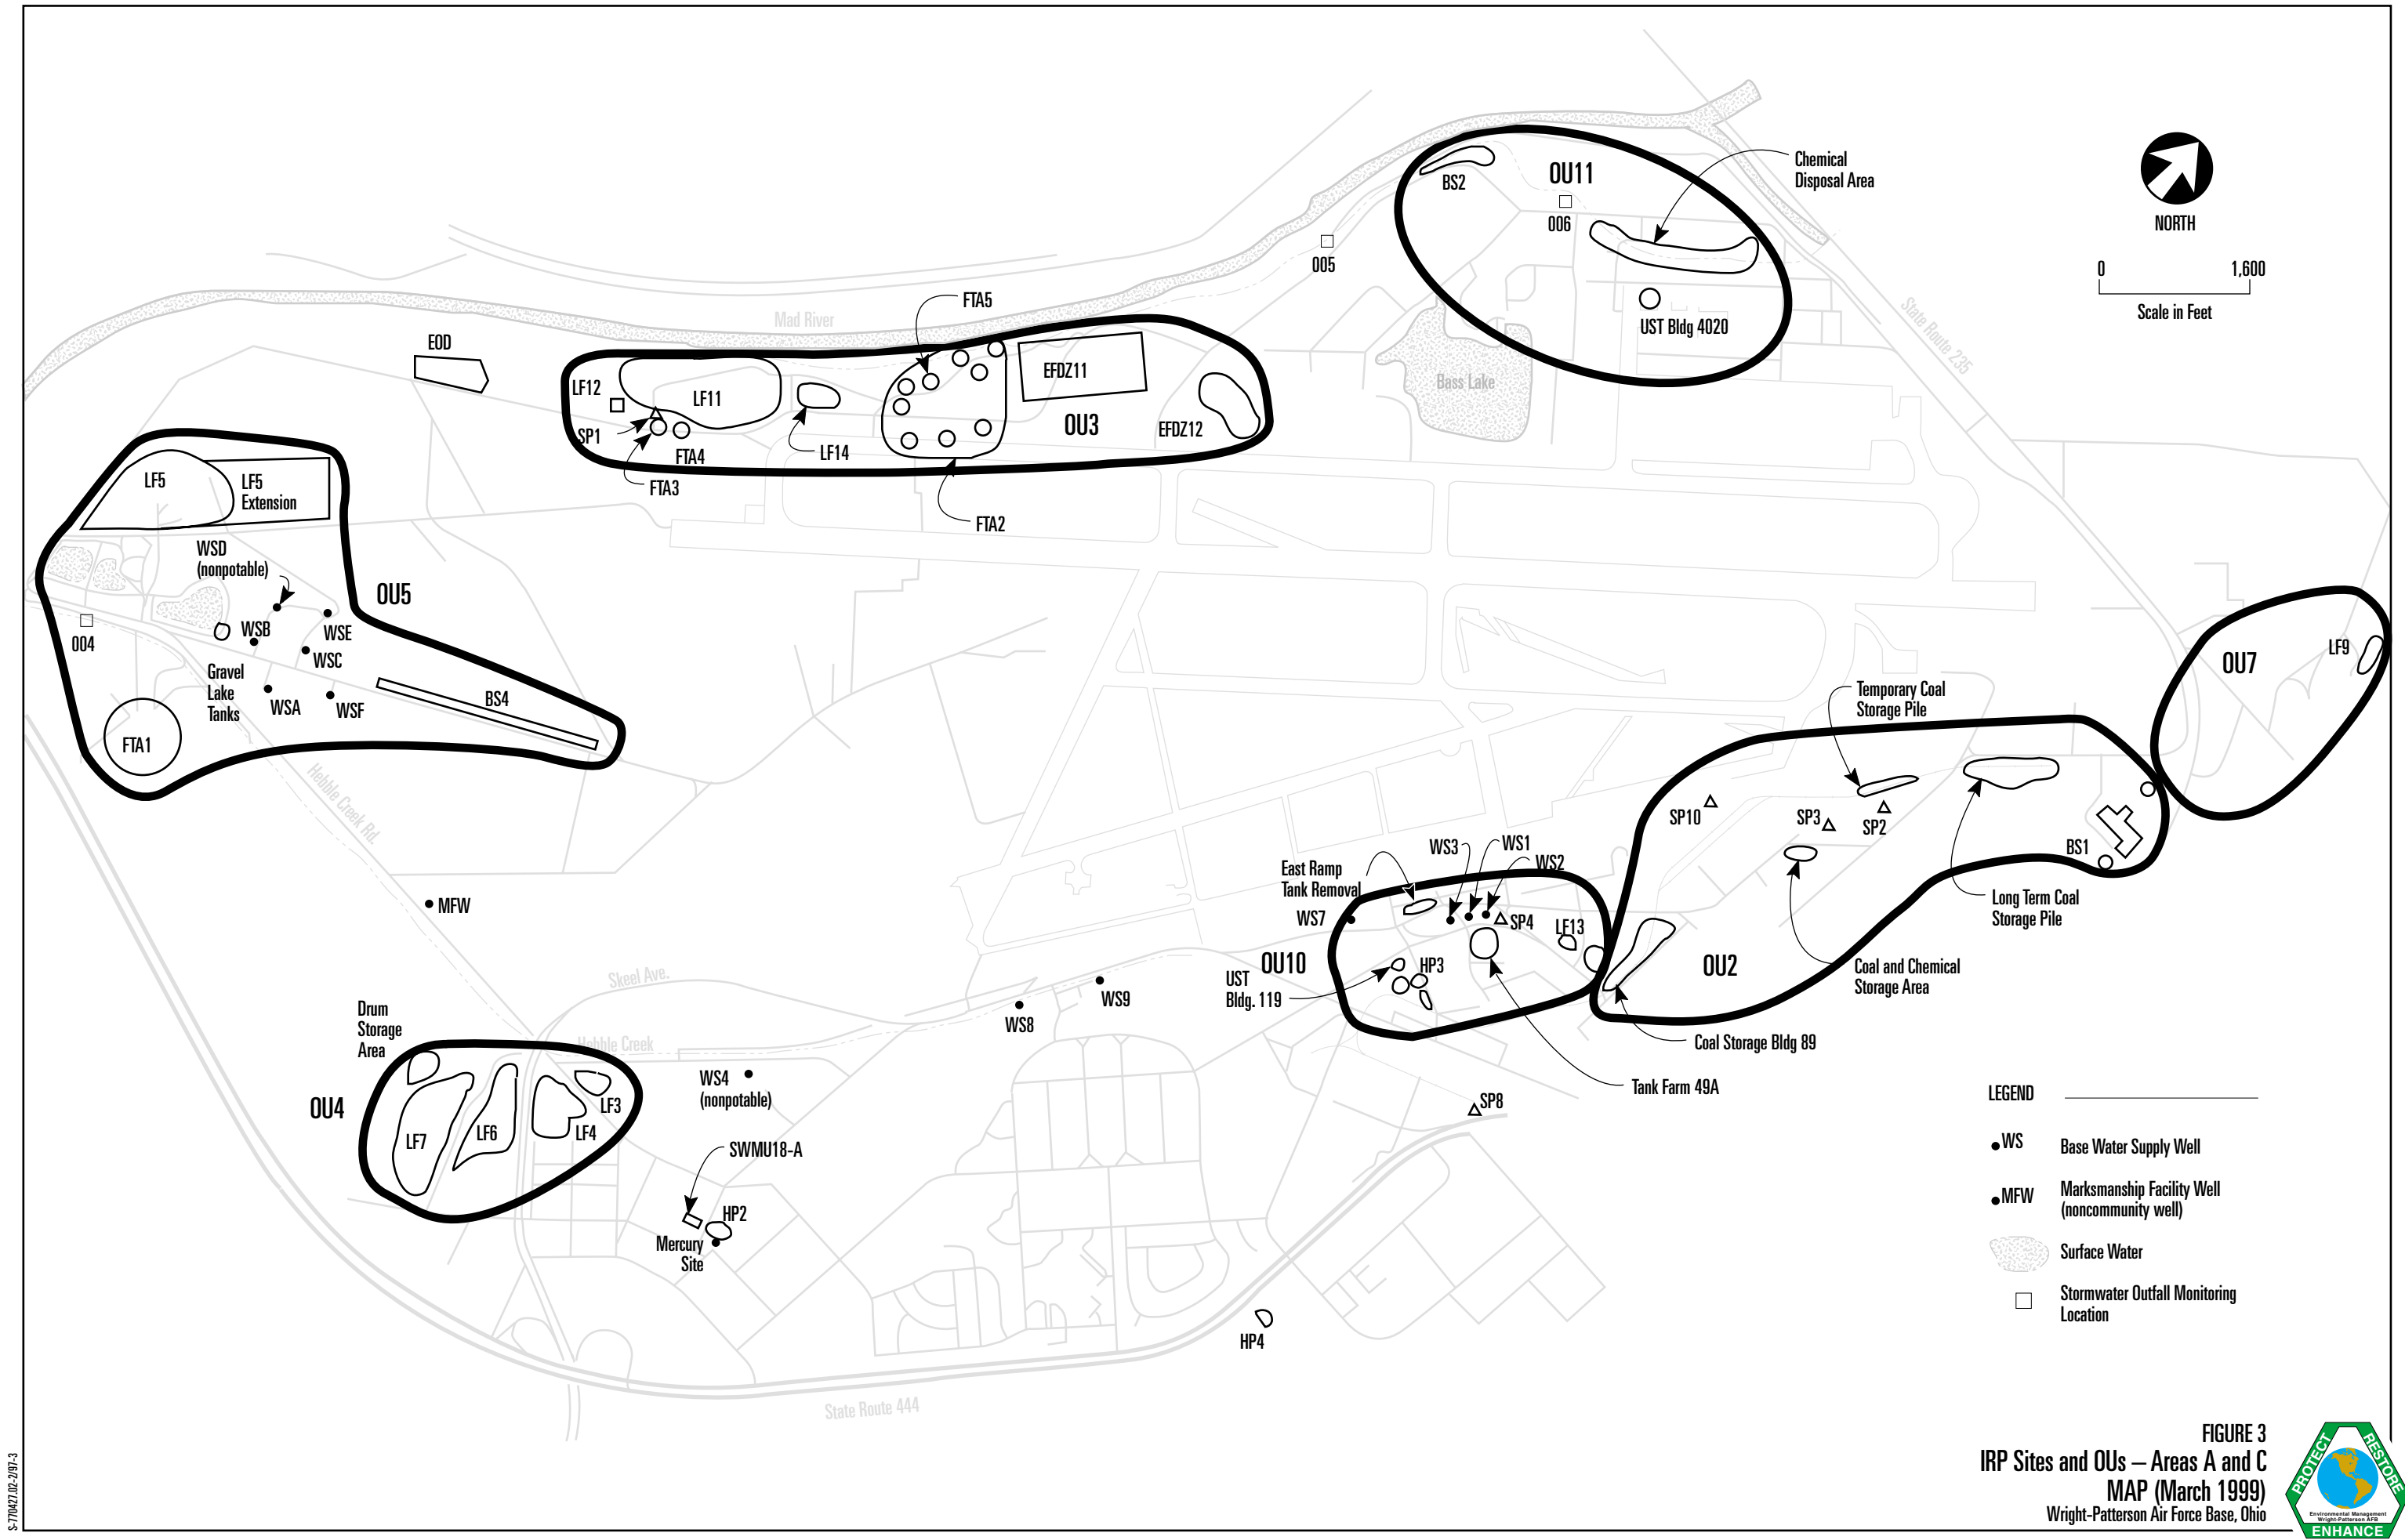 BS2
OU11
006
Chemical
Disposal Area
UST Bldg 4020
005
NORTH
0 1,600
Scale in Feet
State Route 235
Bass Lake
Mad River
FTA5
EOD
LF12
LF11
SP1
FTA4
FTA3
LF14
FTA2
EFDZ11
OU3
EFDZ12
LF5
LF5
Extension
WSD
(nonpotable)
OU5
004
WSB
WSE
WSC
Gravel
Lake
Tanks
WSA
WSF
BS4
FTA1
Hebble Creek Rd.
MFW
OU7
LF9
Temporary Coal
Storage Pile
SP10
SP3
SP2
BS1
Long Term Coal
Storage Pile
Coal and Chemical
Storage Area
OU2
Coal Storage Bldg 89
East Ramp
Tank Removal
WS3
WS1
WS2
WS7
SP4
LF13
OU10
HP3
UST
Bldg. 119
Tank Farm 49A
SP8
Skeel Ave.
WS9
WS8
Hebble Creek
Drum
Storage
Area
OU4
LF7
LF6
LF4
LF3
WS4
(nonpotable)
SWMU18-A
HP2
Mercury
Site
HP4
State Route 444
LEGEND
WS Base Water Supply Well
MFW Marksmanship Facility Well
(noncommunity well)
Surface Water
Stormwater Outfall Monitoring
Location
FIGURE 3
IRP Sites and OUs – Areas A and C
MAP (March 1999)
Wright-Patterson Air Force Base, Ohio
PROTECT
RESTORE
Environmental Management
Wright-Patterson AFB
ENHANCE
S-770427.02-2/97-3